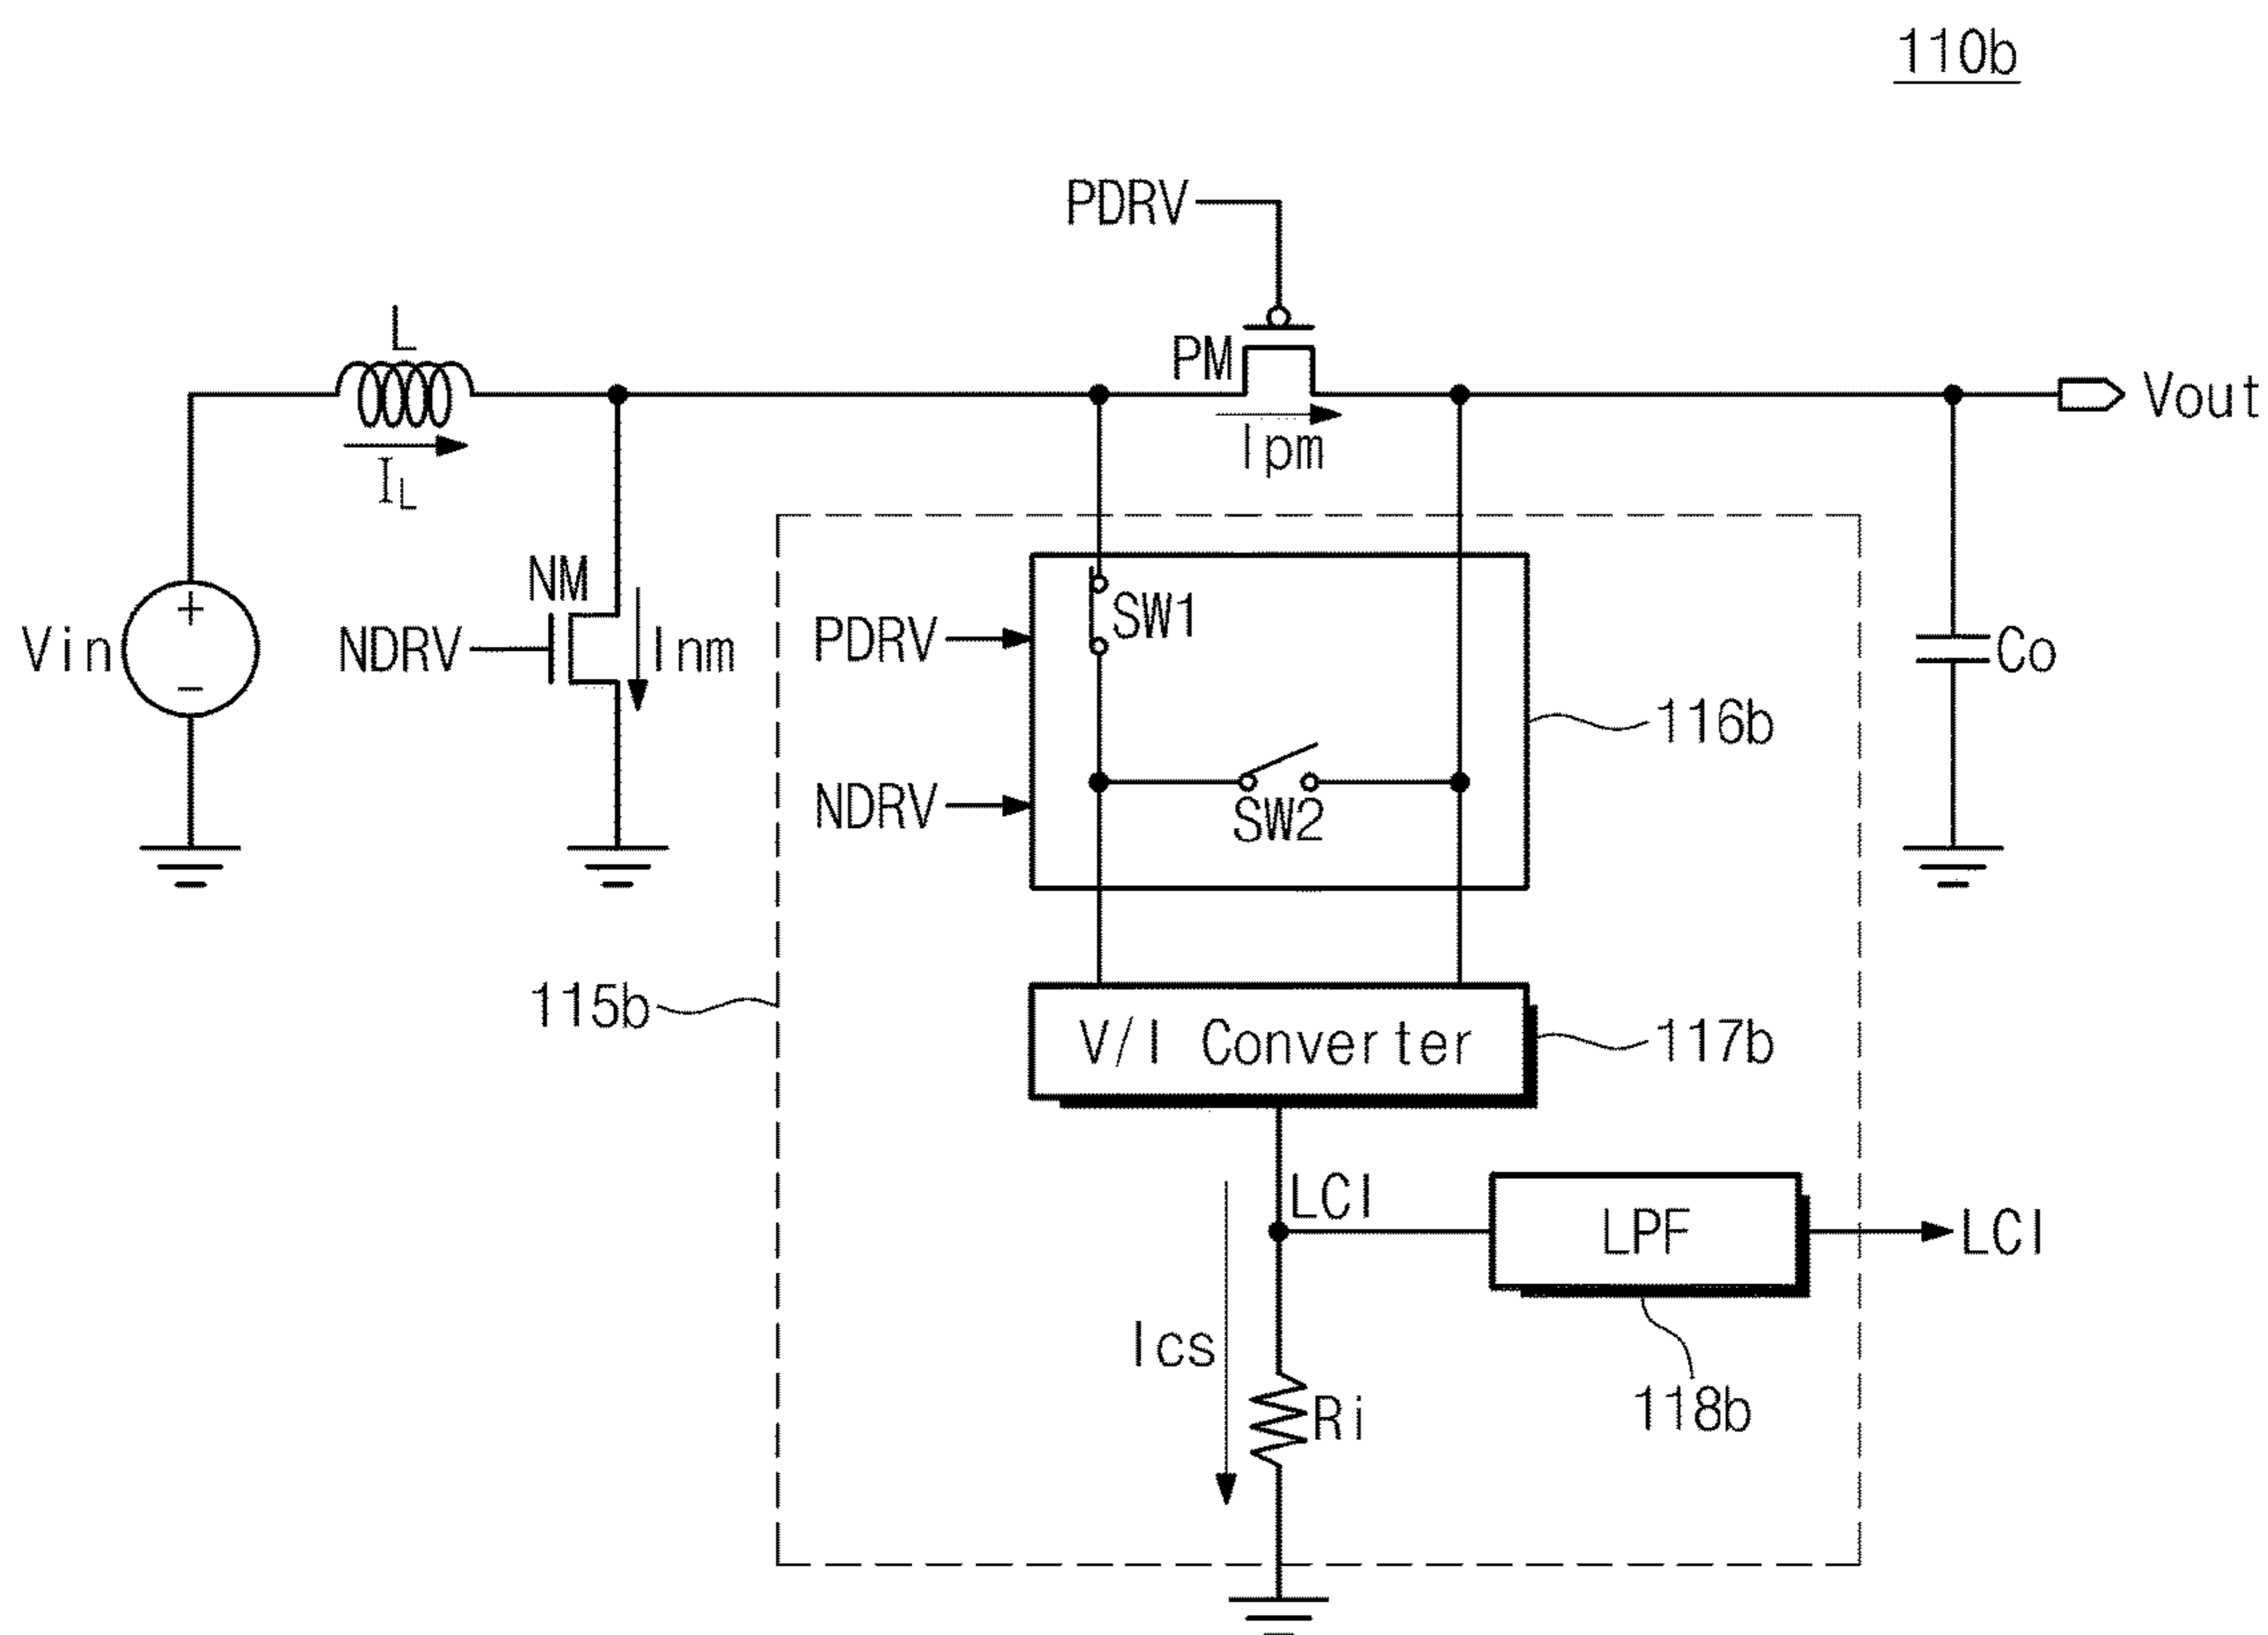 110b
PDRV
L
PM
Vout
Ipm
IL
NM
SW1
Vin
NDRV
Inm
PDRV
Co
116b
NDRV
SW2
115b
V/I Converter
117b
LCI
LPF
LCI
Ics
Ri
118b
+
−